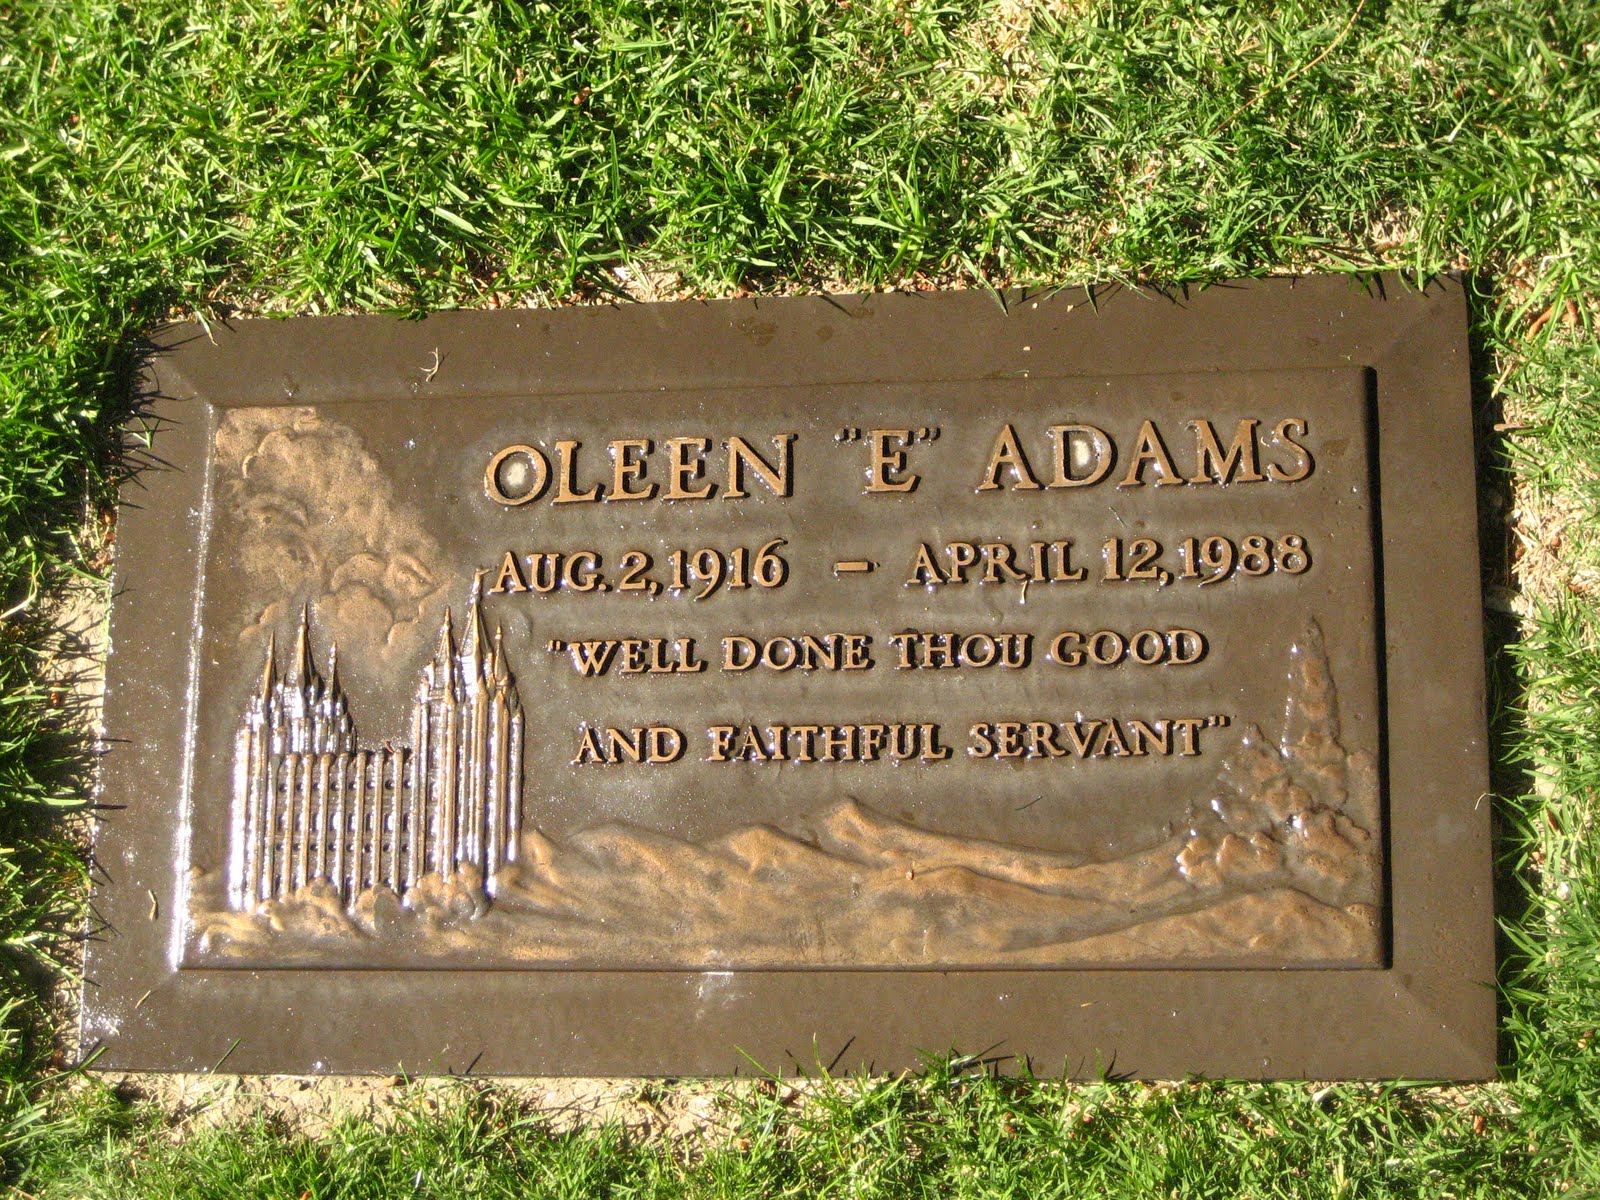 OLEEN "E" ADAMS
AUG. 2, 1916 – APRIL 12, 1988
"WELL DONE THOU GOOD
AND FAITHFUL SERVANT"